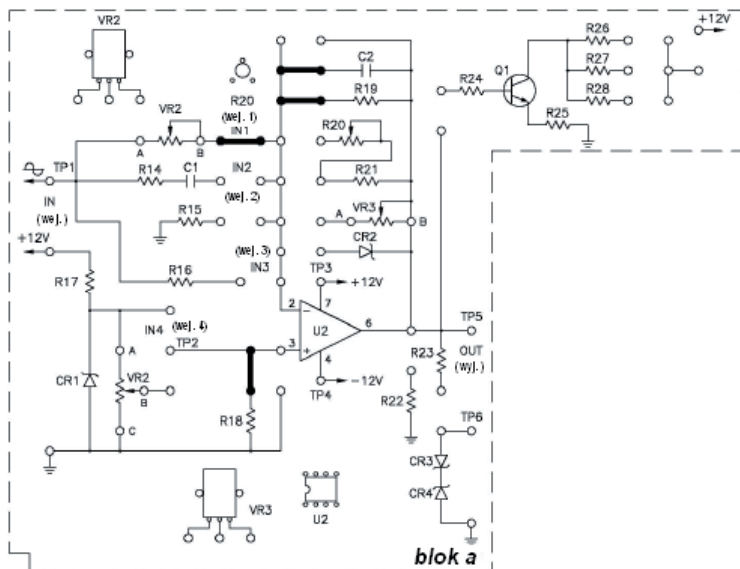 VR2
+12V
R26
C2
Q1
R24
R27
R19
R28
R20
(wej.1)
IN1
R25
VR2
R20
A
B
TP1
IN2
R14
C1
R21
IN
(wej.)
(wej.2)
R15
A
VR3
B
+12V
CR2
(wej.3)
IN3
TP3
R16
+12V
R17
2
7
IN4
(wej.4)
U2
6
TP5
TP2
3
R23
OUT
(wyj.)
A
4
CR1
VR2
B
-12V
TP4
R22
R18
TP6
C
CR3
VR3
CR4
U2
blok a